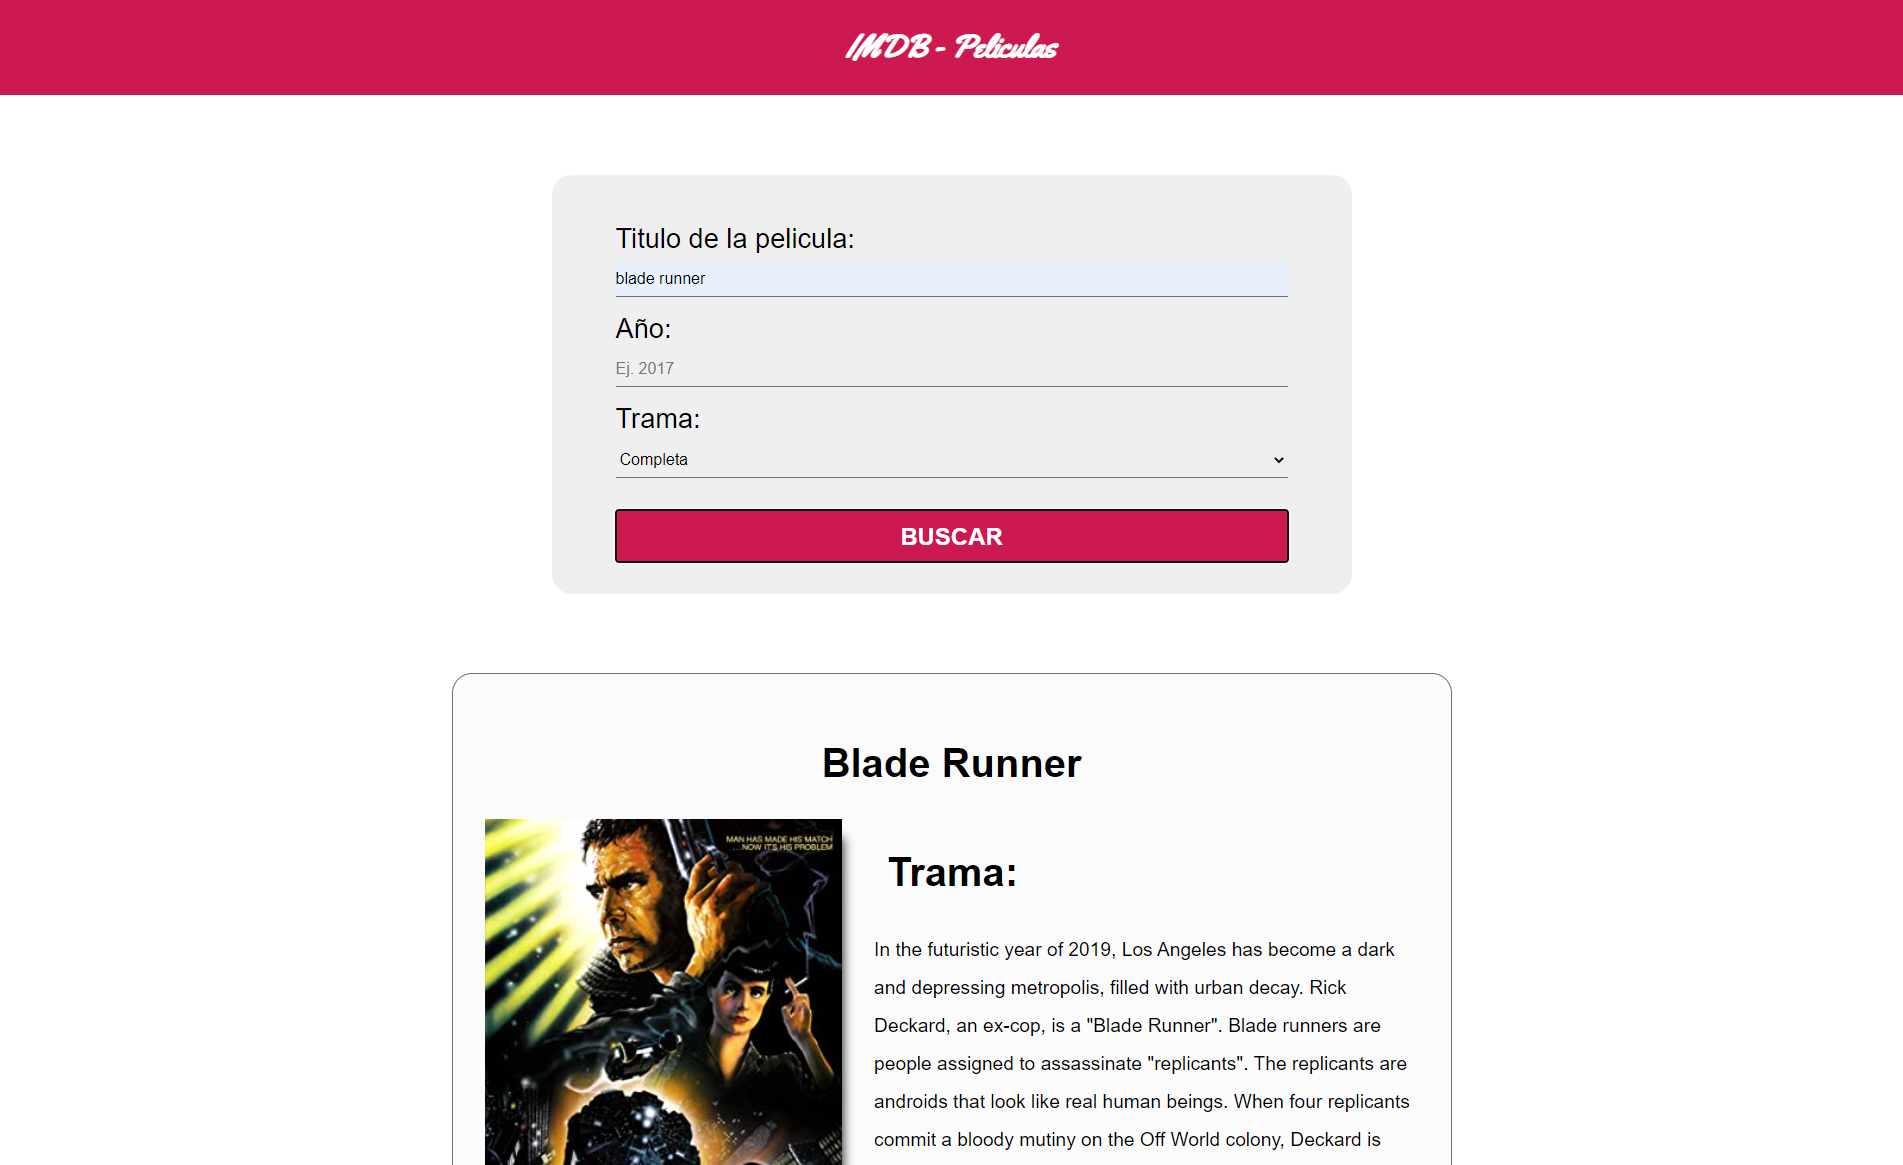 IMDB - Peliculas
Titulo de la pelicula:
blade runner
Año:
Ej. 2017
Trama:
Completa
BUSCAR
Blade Runner
MAN HAS MADE HIS MATCH
...NOW IT'S HIS PROBLEM
Trama:
In the futuristic year of 2019, Los Angeles has become a dark
and depressing metropolis, filled with urban decay. Rick
Deckard, an ex-cop, is a "Blade Runner". Blade runners are
people assigned to assassinate "replicants". The replicants are
androids that look like real human beings. When four replicants
commit a bloody mutiny on the Off World colony, Deckard is